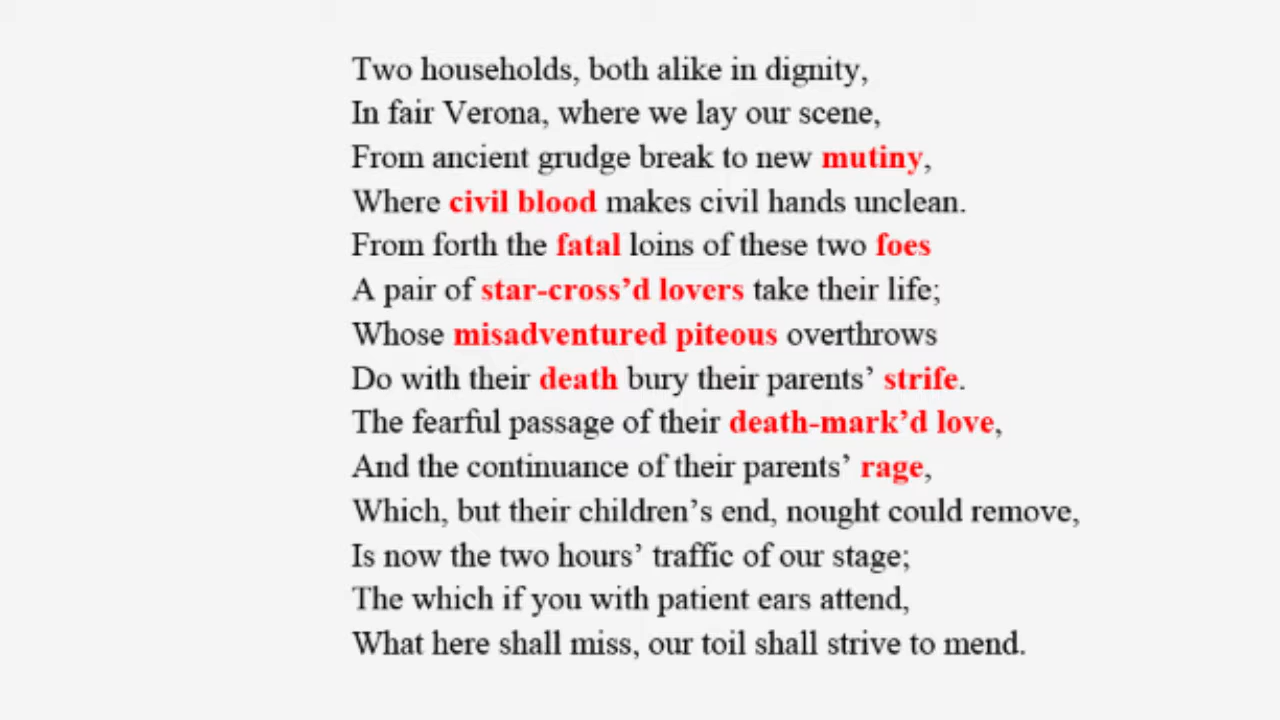 Two households, both alike in dignity,
In fair Verona, where we lay our scene,
From ancient grudge break to new mutiny,
Where civil blood makes civil hands unclean.
From forth the fatal loins of these two foes
A pair of star-cross’d lovers take their life;
Whose misadventured piteous overthrows
Do with their death bury their parents’ strife.
The fearful passage of their death-mark’d love,
And the continuance of their parents’ rage,
Which, but their children’s end, nought could remove,
Is now the two hours’ traffic of our stage;
The which if you with patient ears attend,
What here shall miss, our toil shall strive to mend.